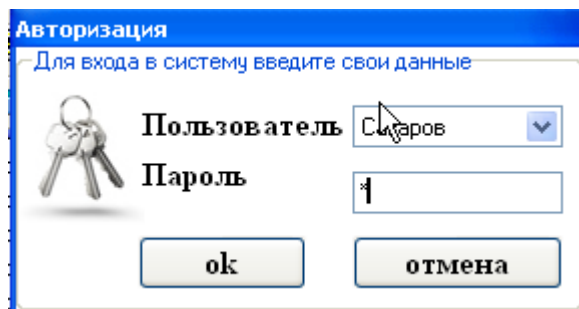 Авторизация
Для входа в систему введите свои данные
Пользователь
Пароль
*
ok отмена